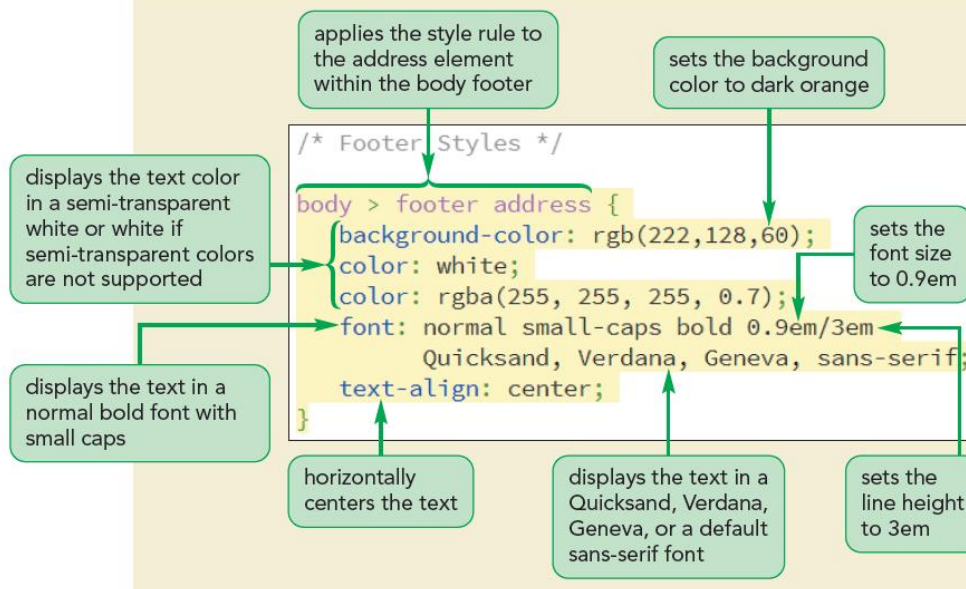 applies the style rule to
the address element
within the body footer
sets the background
color to dark orange
/* Footer Styles */
displays the text color
in a semi-transparent
white or white if
semi-transparent colors
are not supported
body > footer address {
background-color: rgb(222,128,60);
color: white;
color: rgba(255, 255, 255, 0.7);
font: normal small-caps bold 0.9em/3em
Quicksand, Verdana, Geneva, sans-serif;
text-align: center;
}
sets the
font size
to 0.9em
displays the text in a
normal bold font with
small caps
horizontally
centers the text
displays the text in a
Quicksand, Verdana,
Geneva, or a default
sans-serif font
sets the
line height
to 3em